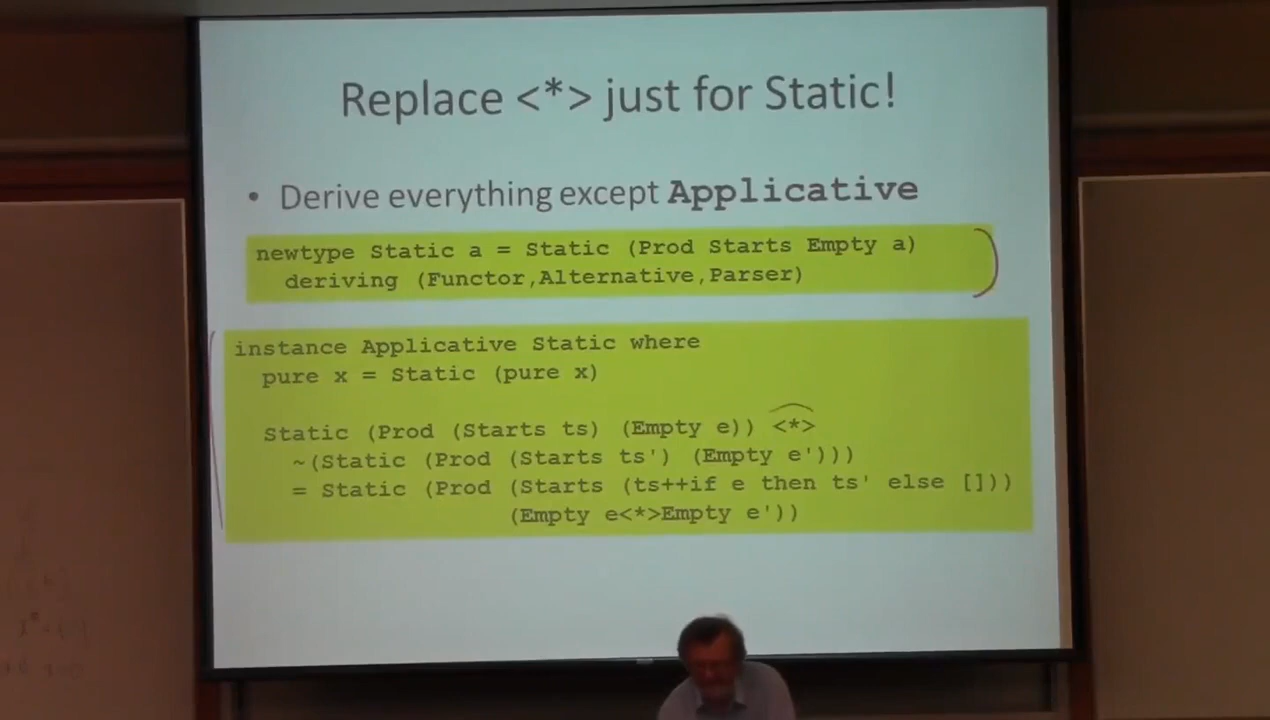 Replace <*> just for Static!
• Derive everything except Applicative
newtype Static a = Static (Prod Starts Empty a)
deriving (Functor,Alternative,Parser)
instance Applicative Static where
pure x = Static (pure x)
Static (Prod (Starts ts) (Empty e)) <*>
~(Static (Prod (Starts ts') (Empty e')))
= Static (Prod (Starts (ts++if e then ts' else []))
(Empty e<*>Empty e'))